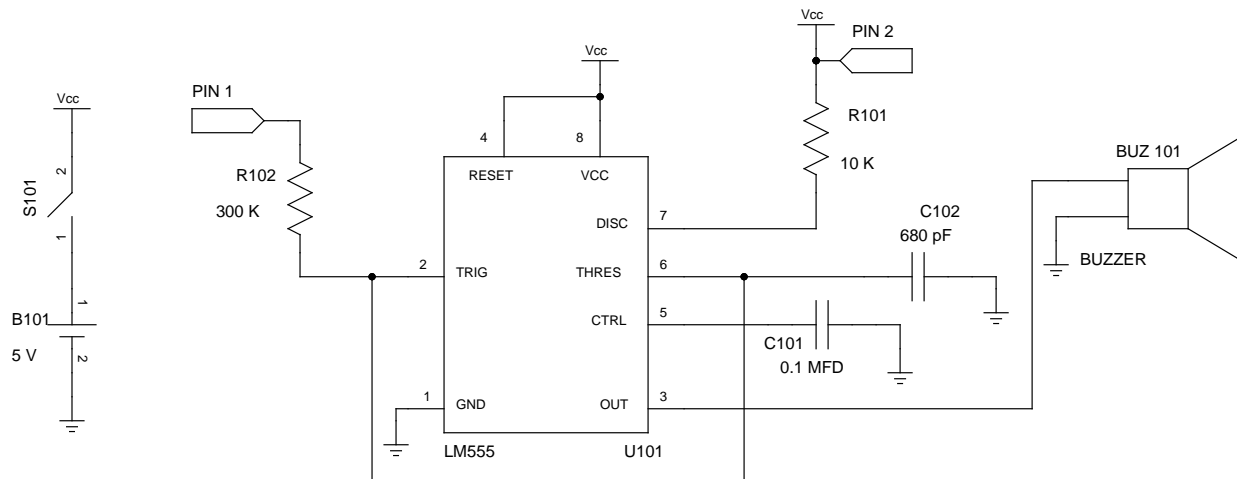 Vcc
PIN 2
Vcc
PIN 1
Vcc
R101
10 K
4
8
RESET
VCC
BUZ 101
2
S101
1
R102
300 K
DISC
7
C102
680 pF
2
TRIG
THRES
6
BUZZER
1
B101
5 V
2
CTRL
5
C101
0.1 MFD
1
GND
OUT
3
LM555
U101